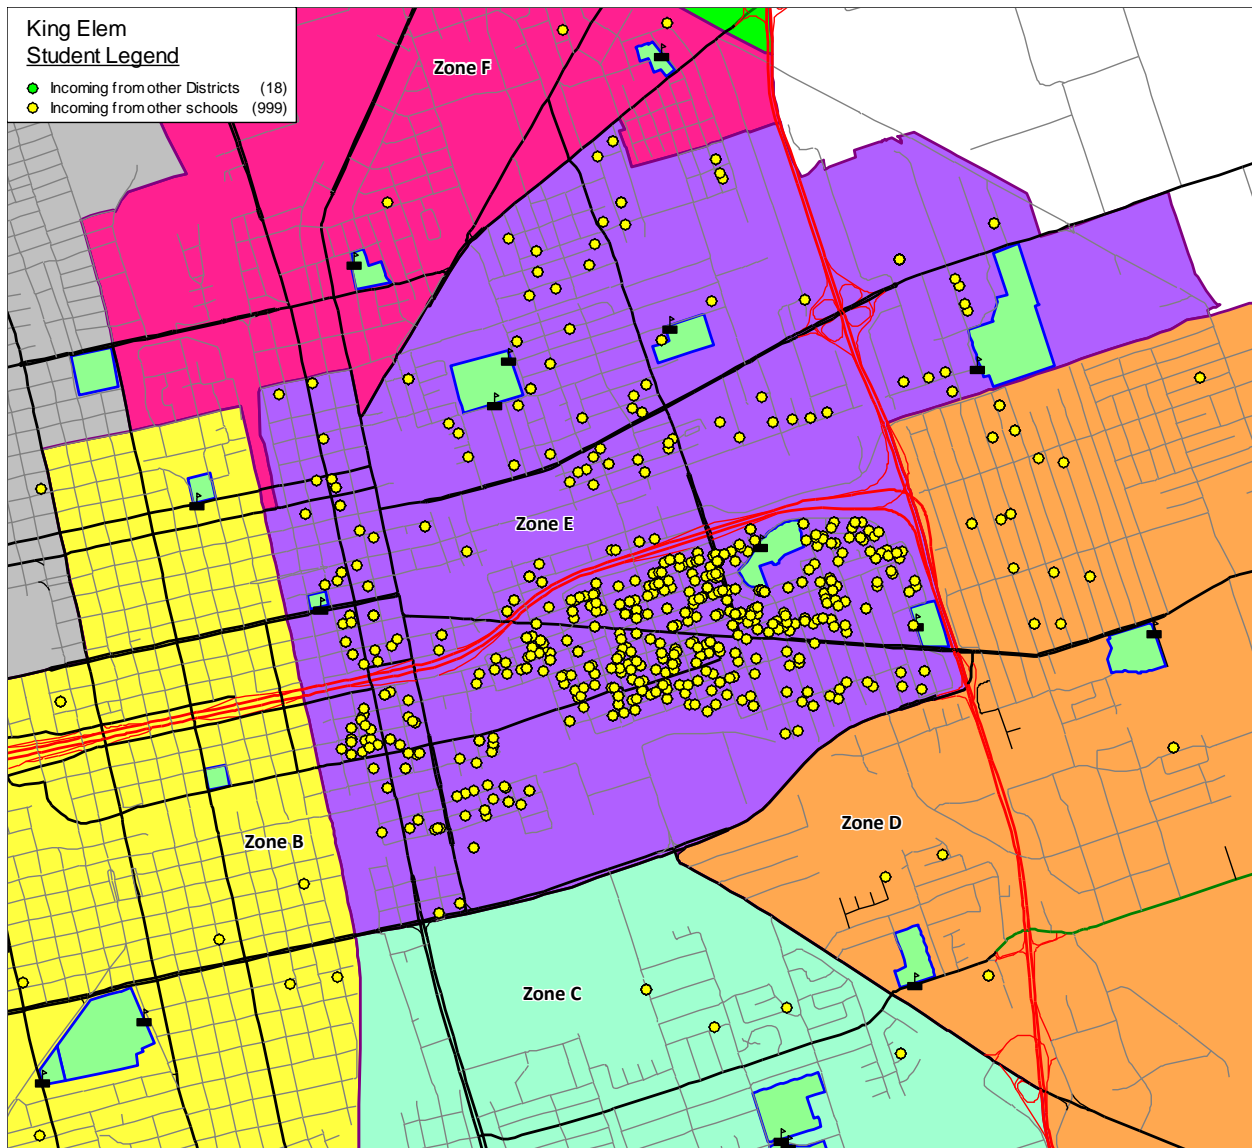 King Elem
Student Legend
Incoming from other Districts (18)
Incoming from other schools (999)
Zone F
Zone E
Zone D
Zone B
Zone C